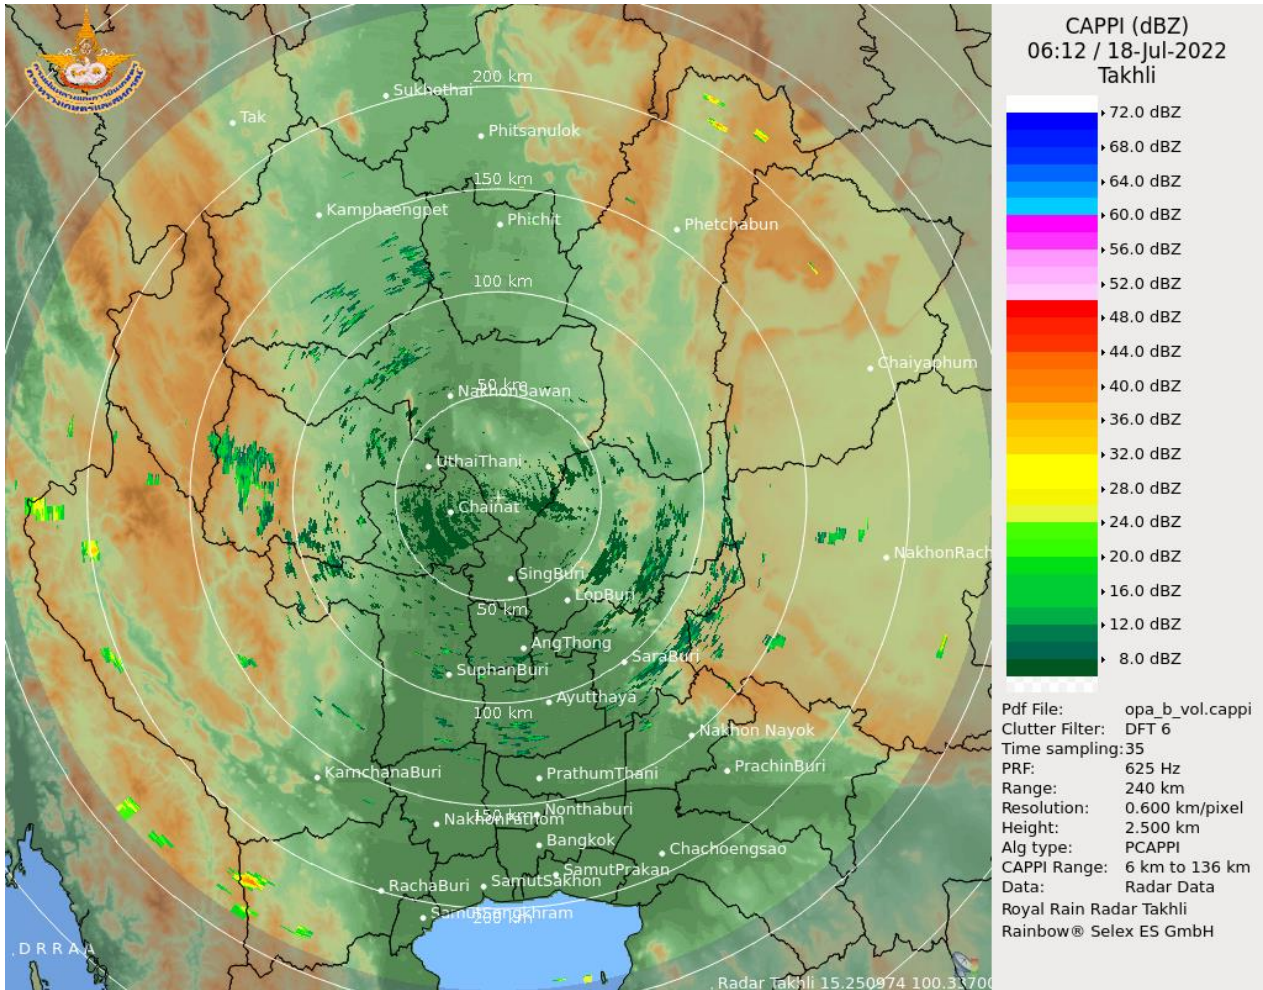 CAPPI (dBZ)
06:12 / 18-Jul-2022
Takhli
72.0 dBZ
68.0 dBZ
64.0 dBZ
60.0 dBZ
56.0 dBZ
52.0 dBZ
48.0 dBZ
44.0 dBZ
40.0 dBZ
36.0 dBZ
32.0 dBZ
28.0 dBZ
24.0 dBZ
20.0 dBZ
16.0 dBZ
12.0 dBZ
8.0 dBZ
Pdf File: opa_b_vol.cappi
Clutter Filter: DFT 6
Time sampling:35
PRF: 625 Hz
Range: 240 km
Resolution: 0.600 km/pixel
Height: 2.500 km
Alg type: PCAPPI
CAPPI Range: 6 km to 136 km
Data: Radar Data
Royal Rain Radar Takhli
Rainbow® Selex ES GmbH
200 km
Sukhothai
Tak
Phitsanulok
150 km
Kamphaengpet
Phichit
Phetchabun
100 km
Chaiyaphum
50 km
NakhonSawan
UthaiThani
Chainat
NakhonRach
SingBuri
LopBuri
50 km
AngThong
SaraBuri
SuphanBuri
Ayutthaya
100 km
Nakhon Nayok
PrachinBuri
KarnchanaBuri
PrathumThani
Nonthaburi
150 km
NakhonPathom
Bangkok
Chachoengsao
SamutPrakan
SamutSakhon
RachaBuri
SamutSongkhram
200 km
.D R R A A
Radar Takhli 15.250974 100.33700